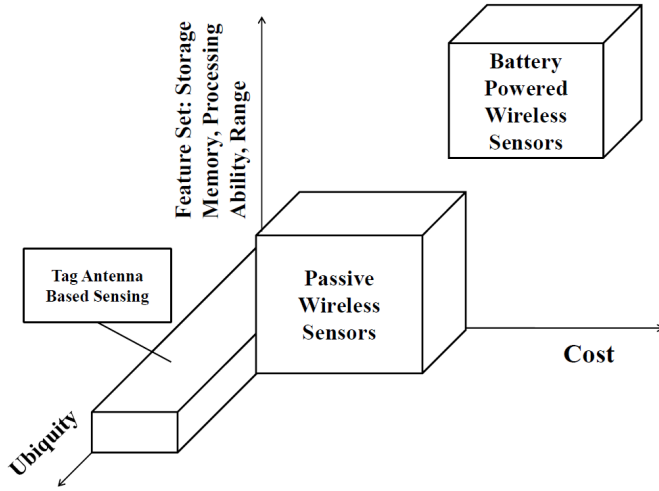 Feature Set: Storage
Memory, Processing
Ability, Range
Battery
Powered
Wireless
Sensors
Tag Antenna
Based Sensing
Passive
Wireless
Sensors
Cost
Ubiquity